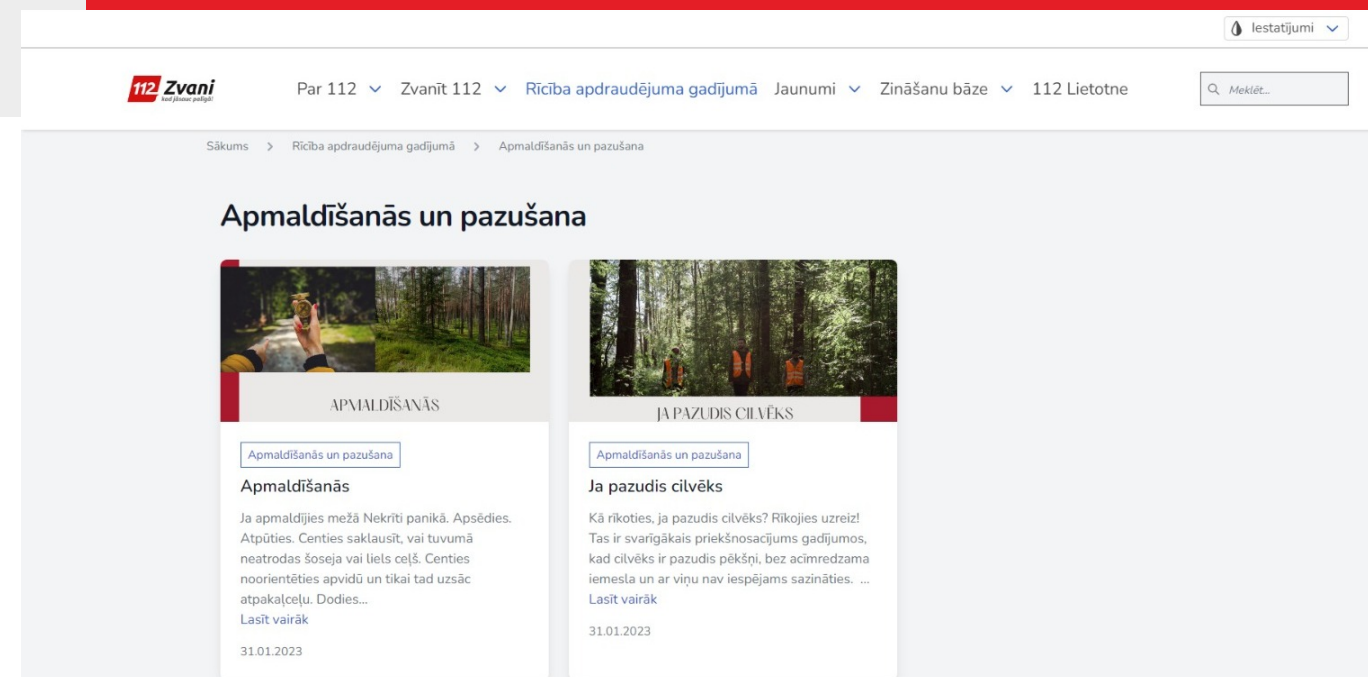 Iestatījumi
112 Zvani
kad jāsauc palīgā!
Par 112 Zvanīt 112 Rīcība apdraudējuma gadījumā Jaunumi Zināšanu bāze 112 Lietotne
Meklēt...
Sākums > Rīcība apdraudējuma gadījumā > Apmaldīšanās un pazušana
Apmaldīšanās un pazušana
APMALDĪŠANĀS
Apmaldīšanās un pazušana
Apmaldīšanās
Ja apmaldījies mežā Nekrīti panikā. Apsēdies.
Atpūties. Centies saklausīt, vai tuvumā
neatrodas šoseja vai liels ceļš. Centies
noorientēties apvidū un tikai tad uzsāc
atpakaļceļu. Dodies...
Lasīt vairāk
31.01.2023
JA PAZUDIS CILVĒKS
Apmaldīšanās un pazušana
Ja pazudis cilvēks
Kā rīkoties, ja pazudis cilvēks? Rīkojies uzreiz!
Tas ir svarīgākais priekšnosacījums gadījumos,
kad cilvēks ir pazudis pēkšņi, bez acīmredzama
iemesla un ar viņu nav iespējams sazināties. ...
Lasīt vairāk
31.01.2023